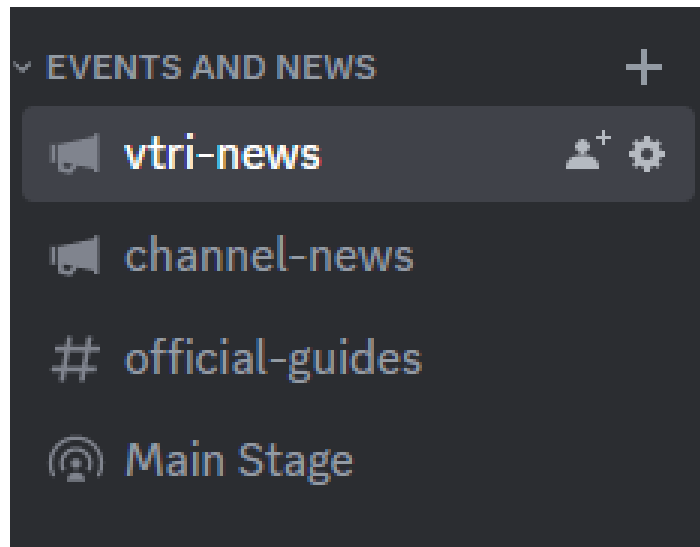 EVENTS AND NEWS
vtri-news
channel-news
official-guides
Main Stage